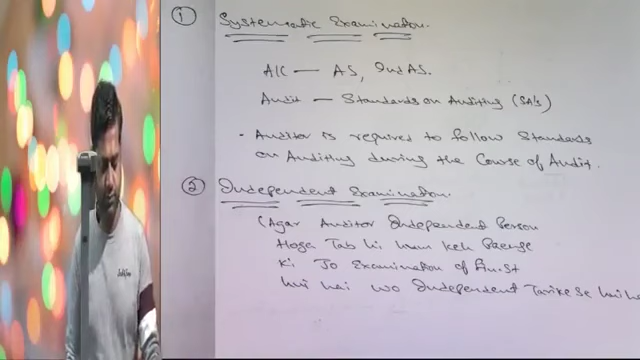 ① Systematic Examination.
A/C — AS, Ind AS.
Audit — Standards on Auditing (SA's)
• Auditor is required to follow Standards
on Auditing during the Course of Audit.
② Independent Examination.
(Agar Auditor Independent Person
Hoga Tab hi hum keh Paenge
Ki Jo Examination of Fin. St
hui hai wo Independent Tarike se hui